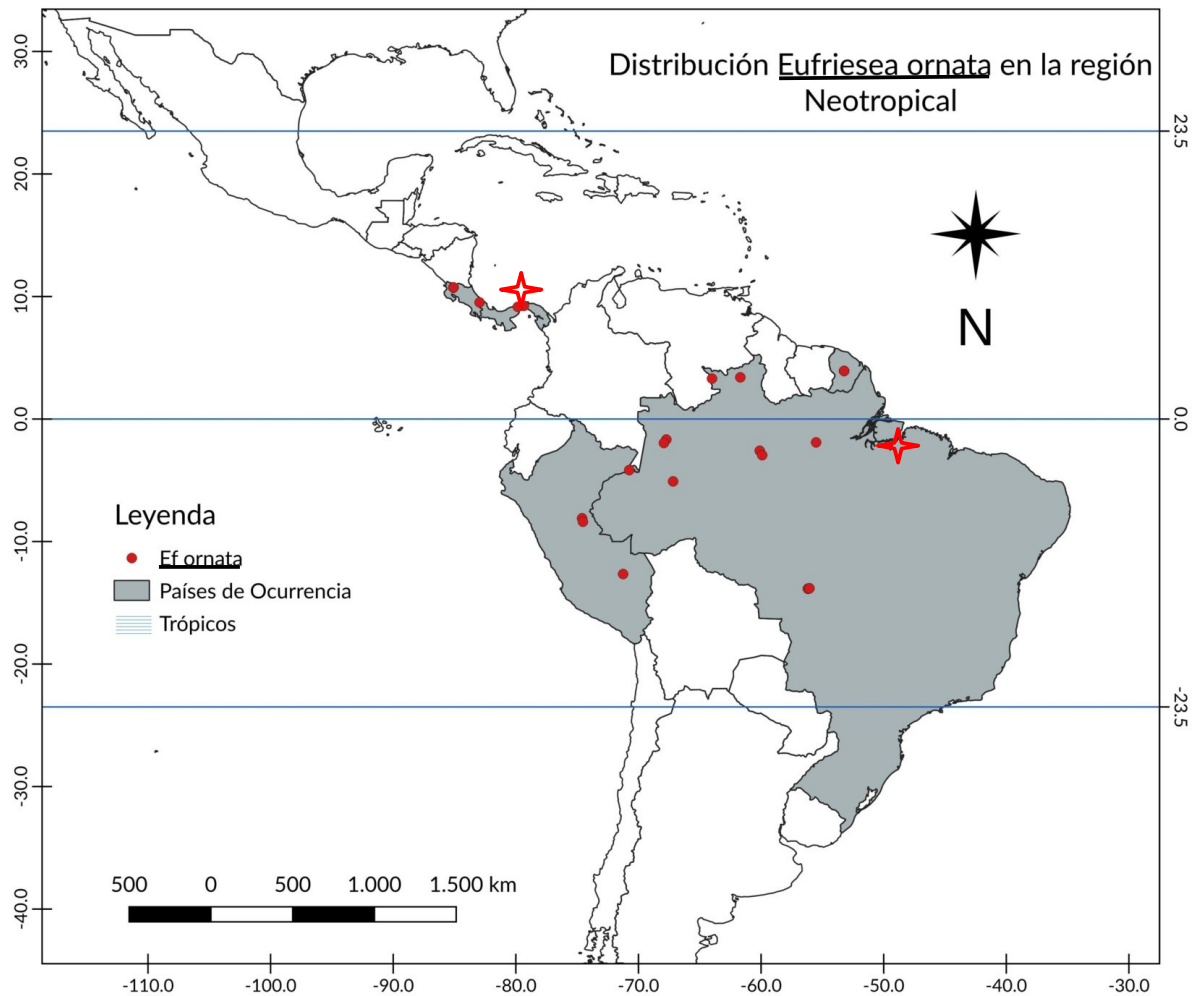 Distribución Eufriesea ornata en la región
Neotropical
30.0
20.0
10.0
0.0
-10.0
-20.0
-30.0
-40.0
23.5
0.0
-23.5
N
Leyenda
Ef ornata
Países de Ocurrencia
Trópicos
500 0 500 1.000 1.500 km
-110.0 -100.0 -90.0 -80.0 -70.0 -60.0 -50.0 -40.0 -30.0